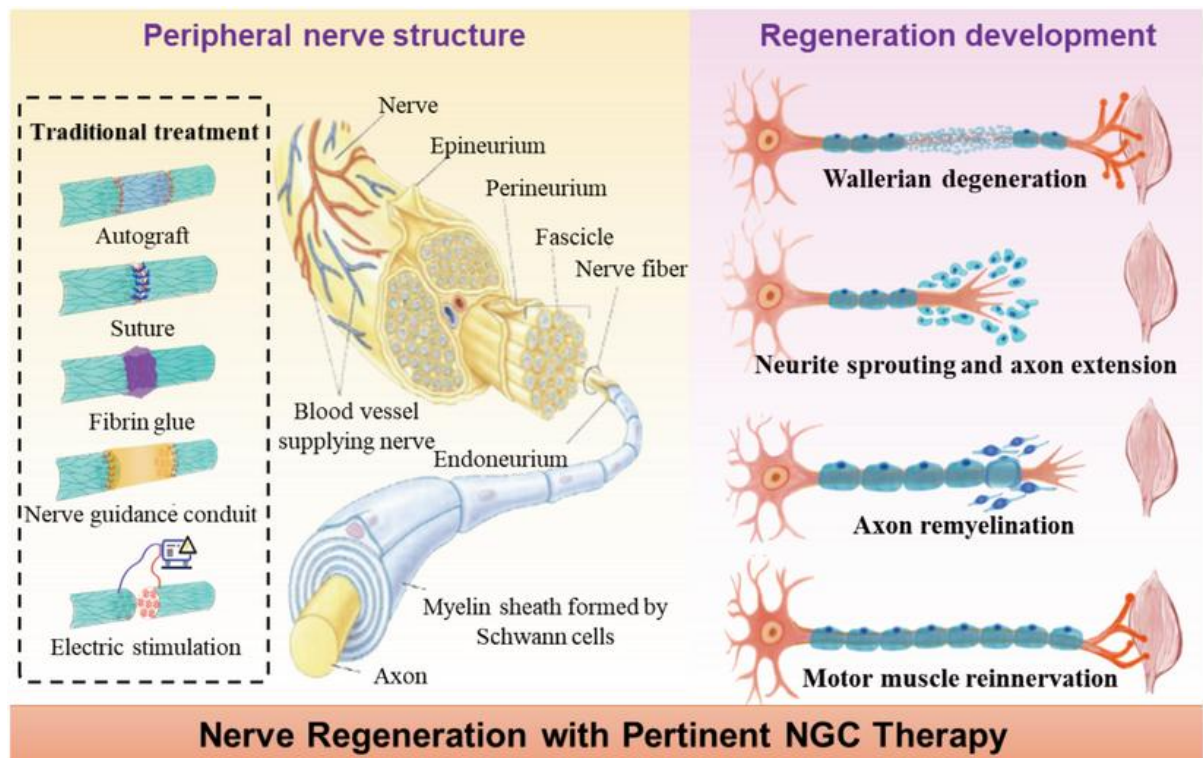 Peripheral nerve structure
Traditional treatment
Autograft
Suture
Fibrin glue
Nerve guidance conduit
Electric stimulation
Nerve
Epineurium
Perineurium
Fascicle
Nerve fiber
Blood vessel
supplying nerve
Endoneurium
Myelin sheath formed by
Schwann cells
Axon
Regeneration development
Wallerian degeneration
Neurite sprouting and axon extension
Axon remyelination
Motor muscle reinnervation
Nerve Regeneration with Pertinent NGC Therapy